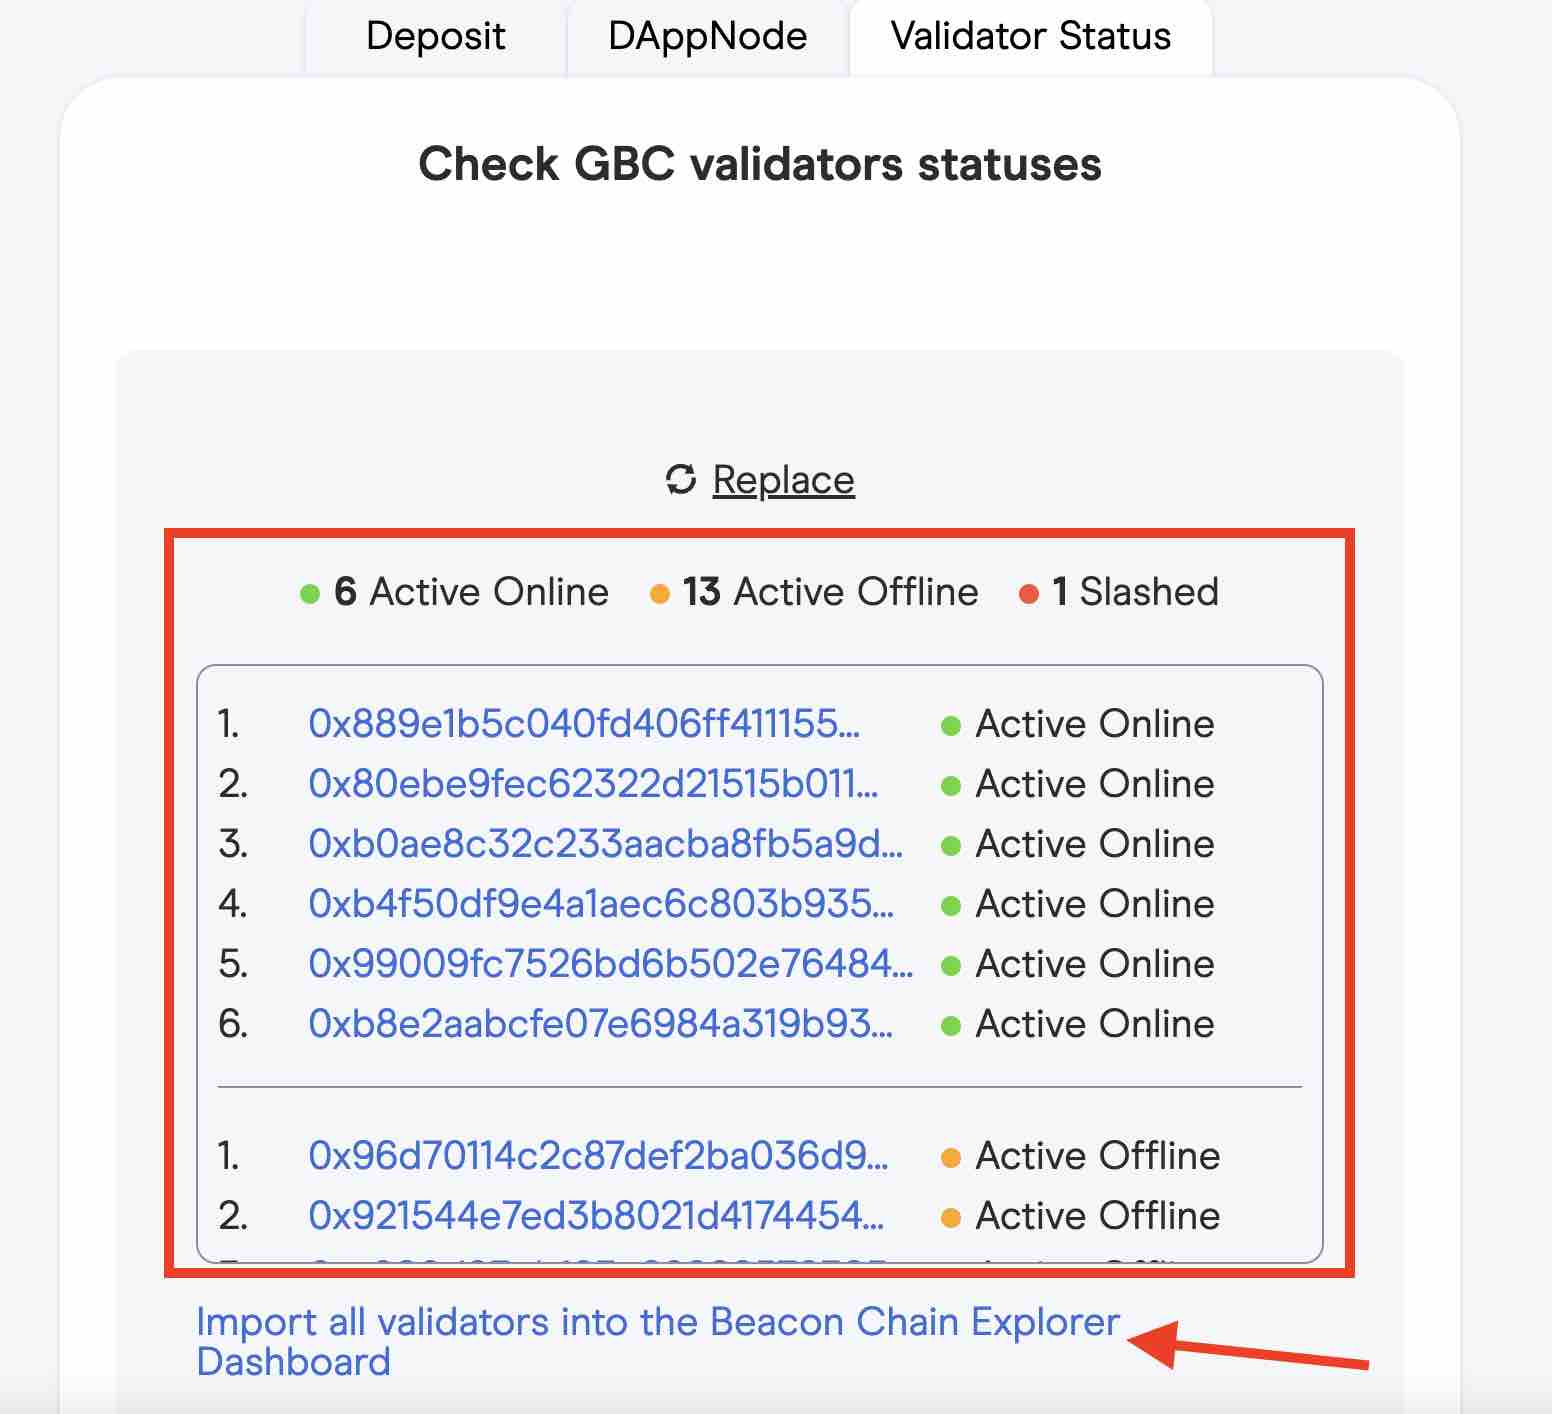 Deposit DAppNode Validator Status
Check GBC validators statuses
Replace
6 Active Online 13 Active Offline 1 Slashed
1. 0x889e1b5c040fd406ff411155... Active Online
2. 0x80ebe9fec62322d21515b011... Active Online
3. 0xb0ae8c32c233aacba8fb5a9d... Active Online
4. 0xb4f50df9e4a1aec6c803b935... Active Online
5. 0x99009fc7526bd6b502e76484... Active Online
6. 0xb8e2aabcfe07e6984a319b93... Active Online
1. 0x96d70114c2c87def2ba036d9... Active Offline
2. 0x921544e7ed3b8021d4174454... Active Offline
Import all validators into the Beacon Chain Explorer
Dashboard